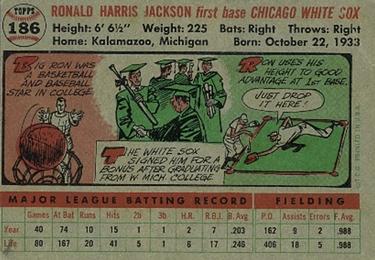 TOPPS
186
RONALD HARRIS JACKSON first base CHICAGO WHITE SOX
Height: 6' 6½" Weight: 225 Bats: Right Throws: Right
Home: Kalamazoo, Michigan Born: October 22, 1933
BIG RON WAS A
BASKETBALL
AND BASEBALL
STAR IN COLLEGE.
THE WHITE SOX
SIGNED HIM FOR A
BONUS AFTER GRADUATING
FROM W. MICH. COLLEGE.
RON USES HIS
HEIGHT TO GOOD
ADVANTAGE AT 1ST BASE.
JUST DROP
IT HERE!
© T.C.G. PRINTED IN U.S.A.
MAJOR LEAGUE BATTING RECORD FIELDING
Games At Bat Runs Hits 2b 3b H.R. R.B.I. B.Avg P.O. Assists Errors F.Avg.
Year 40 74 10 15 1 2 7 .203 162 9 2 .988
Life 80 167 20 41 5 6 17 .246 406 18 5 .988